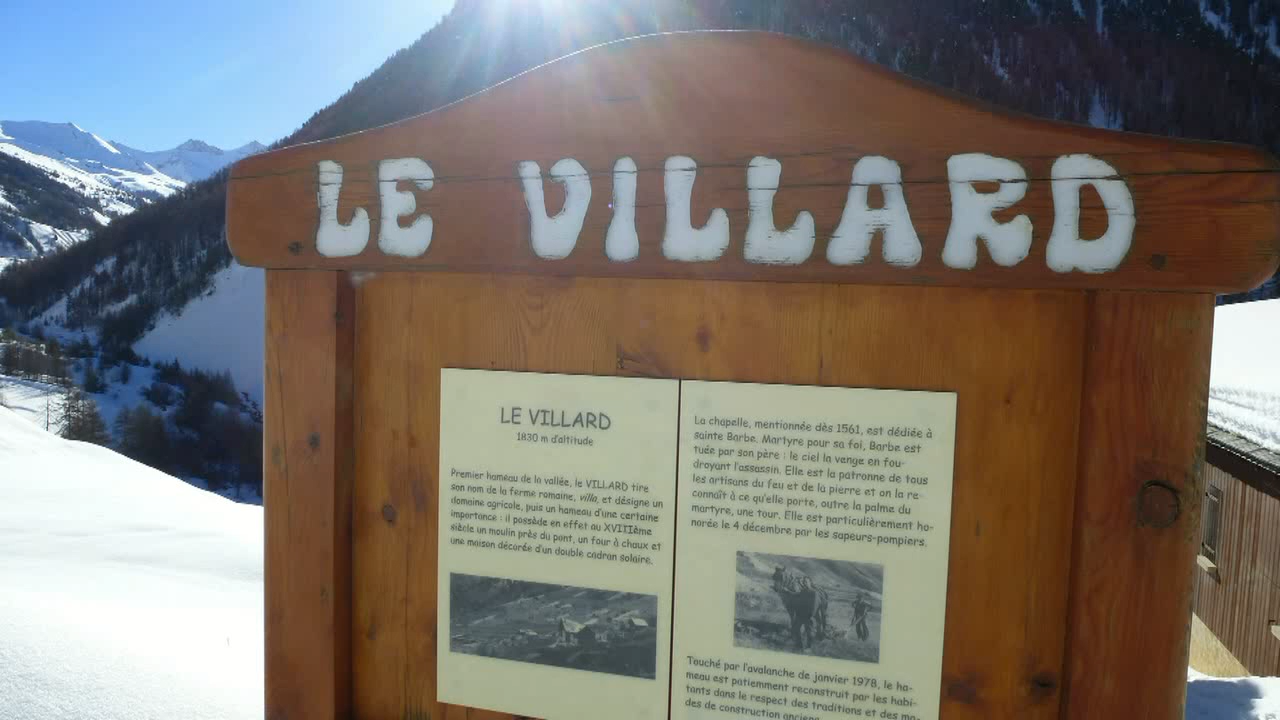 LE VILLARD
LE VILLARD
1830 m d'altitude
Premier hameau de la vallée, le VILLARD tire
son nom de la ferme romaine, villa, et désigne un
domaine agricole, puis un hameau d'une certaine
importance : il possède en effet au XVIIIème
siècle un moulin près du pont, un four à chaux et
une maison décorée d'un double cadran solaire.
La chapelle, mentionnée dès 1561, est dédiée à
sainte Barbe. Martyre pour sa foi, Barbe est
tuée par son père : le ciel la venge en fou-
droyant l'assassin. Elle est la patronne de tous
les artisans du feu et de la pierre et on la re-
connaît à ce qu'elle porte, outre la palme du
martyre, une tour. Elle est particulièrement ho-
norée le 4 décembre par les sapeurs-pompiers.
Touché par l'avalanche de janvier 1978, le ha-
meau est patiemment reconstruit par les habi-
tants dans le respect des traditions et des mo-
des de construction